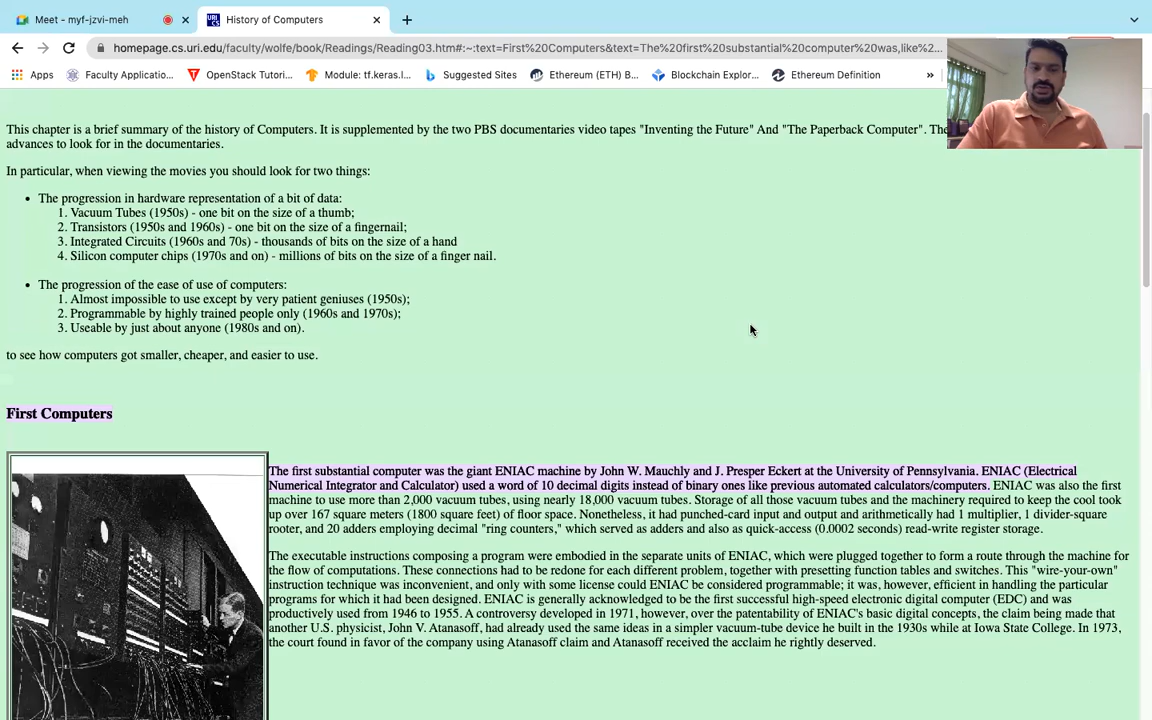 Meet - myf-jzvi-meh
History of Computers
homepage.cs.uri.edu/faculty/wolfe/book/Readings/Reading03.htm#:~:text=First%20Computers&text=The%20first%20substantial%20computer%20was,like%2...
Apps
Faculty Applicatio...
OpenStack Tutori...
Module: tf.keras.l...
Suggested Sites
Ethereum (ETH) B...
Blockchain Explor...
Ethereum Definition
»
This chapter is a brief summary of the history of Computers. It is supplemented by the two PBS documentaries video tapes "Inventing the Future" And "The Paperback Computer". The
advances to look for in the documentaries.
In particular, when viewing the movies you should look for two things:
• The progression in hardware representation of a bit of data:
1. Vacuum Tubes (1950s) - one bit on the size of a thumb;
2. Transistors (1950s and 1960s) - one bit on the size of a fingernail;
3. Integrated Circuits (1960s and 70s) - thousands of bits on the size of a hand
4. Silicon computer chips (1970s and on) - millions of bits on the size of a finger nail.
• The progression of the ease of use of computers:
1. Almost impossible to use except by very patient geniuses (1950s);
2. Programmable by highly trained people only (1960s and 1970s);
3. Useable by just about anyone (1980s and on).
to see how computers got smaller, cheaper, and easier to use.
First Computers
The first substantial computer was the giant ENIAC machine by John W. Mauchly and J. Presper Eckert at the University of Pennsylvania. ENIAC (Electrical
Numerical Integrator and Calculator) used a word of 10 decimal digits instead of binary ones like previous automated calculators/computers. ENIAC was also the first
machine to use more than 2,000 vacuum tubes, using nearly 18,000 vacuum tubes. Storage of all those vacuum tubes and the machinery required to keep the cool took
up over 167 square meters (1800 square feet) of floor space. Nonetheless, it had punched-card input and output and arithmetically had 1 multiplier, 1 divider-square
rooter, and 20 adders employing decimal "ring counters," which served as adders and also as quick-access (0.0002 seconds) read-write register storage.
The executable instructions composing a program were embodied in the separate units of ENIAC, which were plugged together to form a route through the machine for
the flow of computations. These connections had to be redone for each different problem, together with presetting function tables and switches. This "wire-your-own"
instruction technique was inconvenient, and only with some license could ENIAC be considered programmable; it was, however, efficient in handling the particular
programs for which it had been designed. ENIAC is generally acknowledged to be the first successful high-speed electronic digital computer (EDC) and was
productively used from 1946 to 1955. A controversy developed in 1971, however, over the patentability of ENIAC's basic digital concepts, the claim being made that
another U.S. physicist, John V. Atanasoff, had already used the same ideas in a simpler vacuum-tube device he built in the 1930s while at Iowa State College. In 1973,
the court found in favor of the company using Atanasoff claim and Atanasoff received the acclaim he rightly deserved.